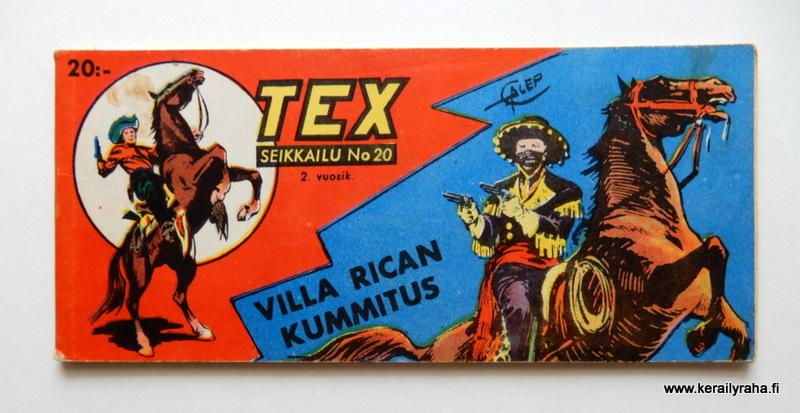 20:-
TEX
SEIKKAILU No 20
2. vuosik.
GALEP
VILLA RICAN
KUMMITUS
www.kerailyraha.fi